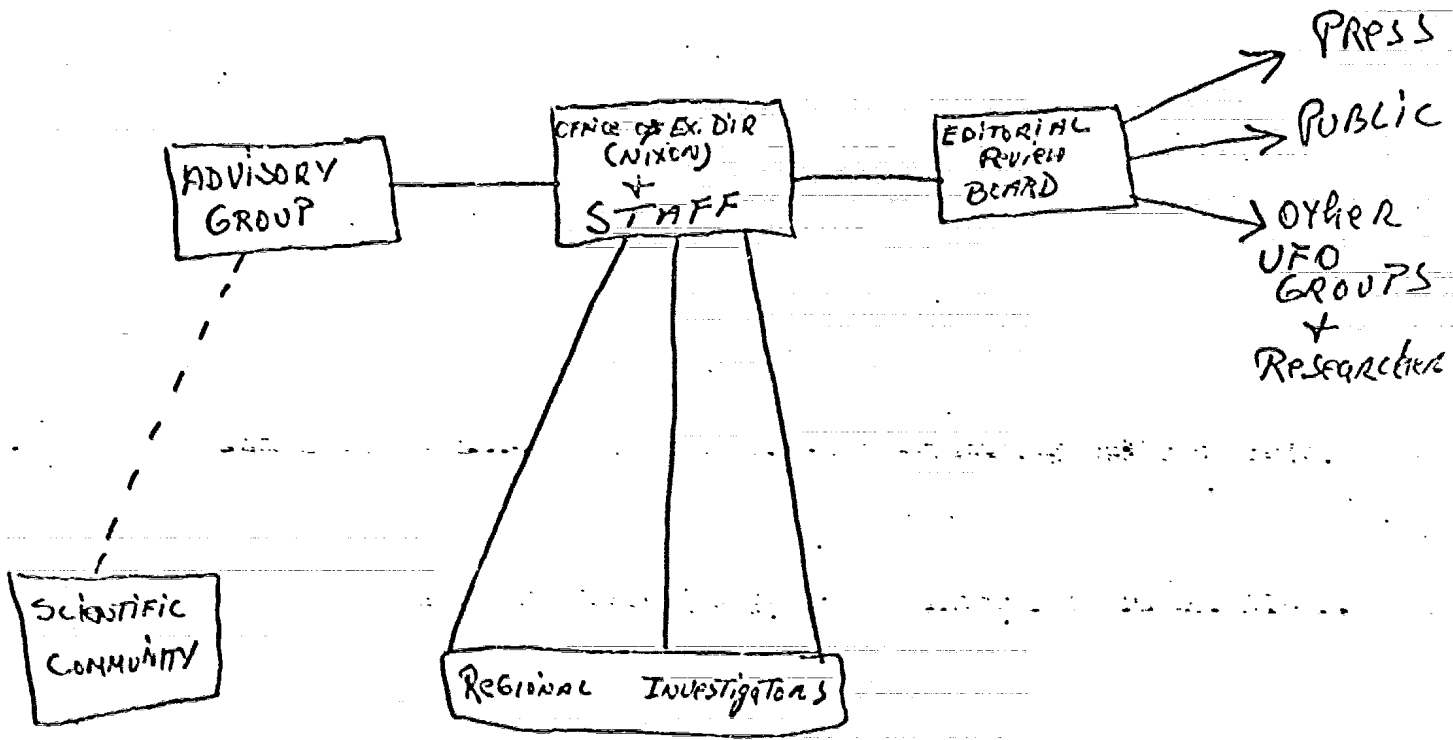 ADVISORY
GROUP
OFFICE OF EX. DIR
(NIXON)
+
STAFF
EDITORIAL
REVIEW
BOARD
PRESS
PUBLIC
OTHER
UFO
GROUPS
+
RESEARCHER
SCIENTIFIC
COMMUNITY
REGIONAL INVESTIGATORS